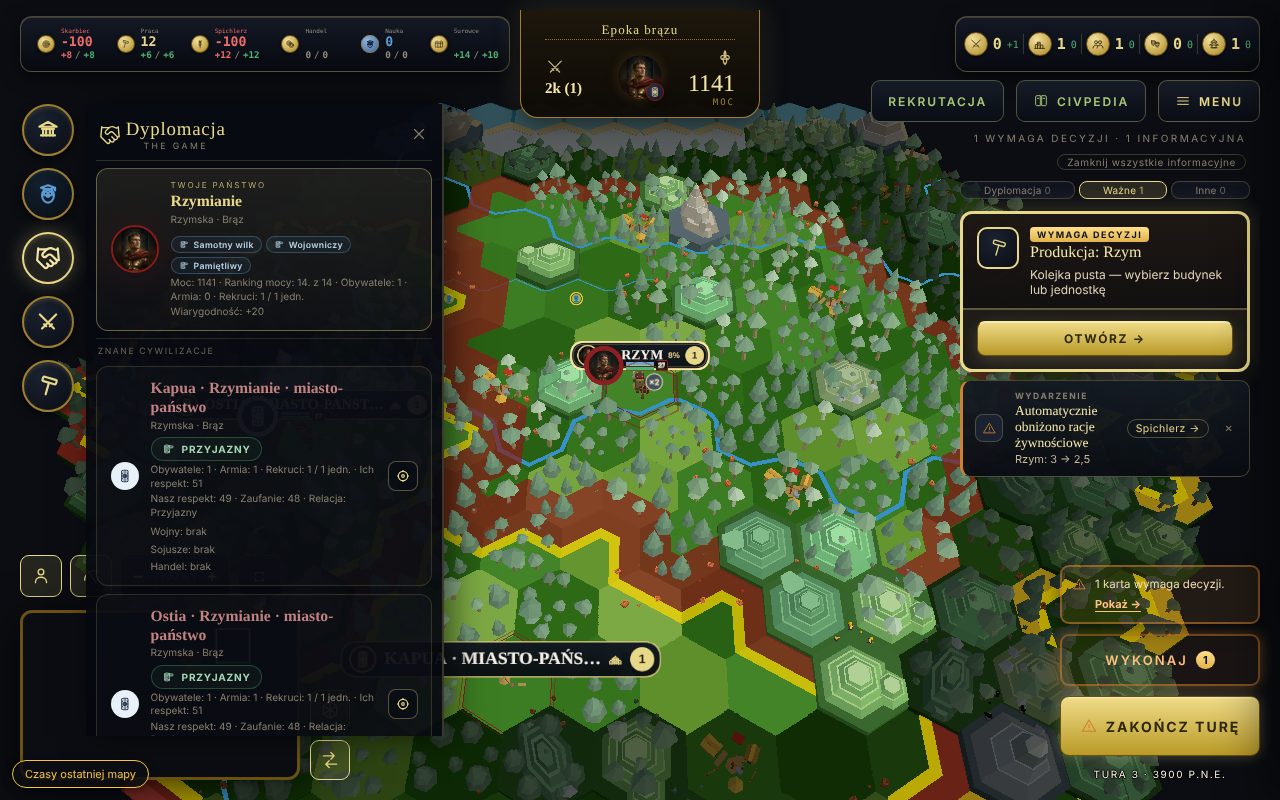 Skarbiec
-100
+8 / +8
Praca
12
+6 / +6
Spichlerz
-100
+12 / +12
Handel
0 / 0
Nauka
0
0 / 0
Surowce
+14 / +10
Epoka brązu
2k (1)
1141
MOC
0 +1
1 0
1 0
0 0
1 0
REKRUTACJA
CIVPEDIA
MENU
1 WYMAGA DECYZJI · 1 INFORMACYJNA
Zamknij wszystkie informacyjne
Dyplomacja 0
Ważne 1
Inne 0
WYMAGA DECYZJI
Produkcja: Rzym
Kolejka pusta — wybierz budynek
lub jednostkę
OTWÓRZ →
WYDARZENIE
Automatycznie
obniżono racje
żywnościowe
Rzym: 3 → 2,5
Spichlerz →
×
Dyplomacja
THE GAME
TWOJE PAŃSTWO
Rzymianie
Rzymska · Brąz
Samotny wilk
Wojowniczy
Pamiętliwy
Moc: 1141 · Ranking mocy: 14. z 14 · Obywatele: 1 ·
Armia: 0 · Rekruci: 1 / 1 jedn.
Wiarygodność: +20
ZNANE CYWILIZACJE
Kapua · Rzymianie · miasto-
państwo
Rzymska · Brąz
PRZYJAZNY
Obywatele: 1 · Armia: 1 · Rekruci: 1 / 1 jedn. · Ich
respekt: 51
Nasz respekt: 49 · Zaufanie: 48 · Relacja:
Przyjazny
Wojny: brak
Sojusze: brak
Handel: brak
Ostia · Rzymianie · miasto-
państwo
Rzymska · Brąz
PRZYJAZNY
Obywatele: 1 · Armia: 1 · Rekruci: 1 / 1 jedn. · Ich
respekt: 51
Nasz respekt: 49 · Zaufanie: 48 · Relacja:
RZYM
8%
1
27
×2
KAPUA · MIASTO-PAŃS…
1
1 karta wymaga decyzji.
Pokaż →
WYKONAJ 1
ZAKOŃCZ TURĘ
TURA 3 · 3900 P.N.E.
Czasy ostatniej mapy